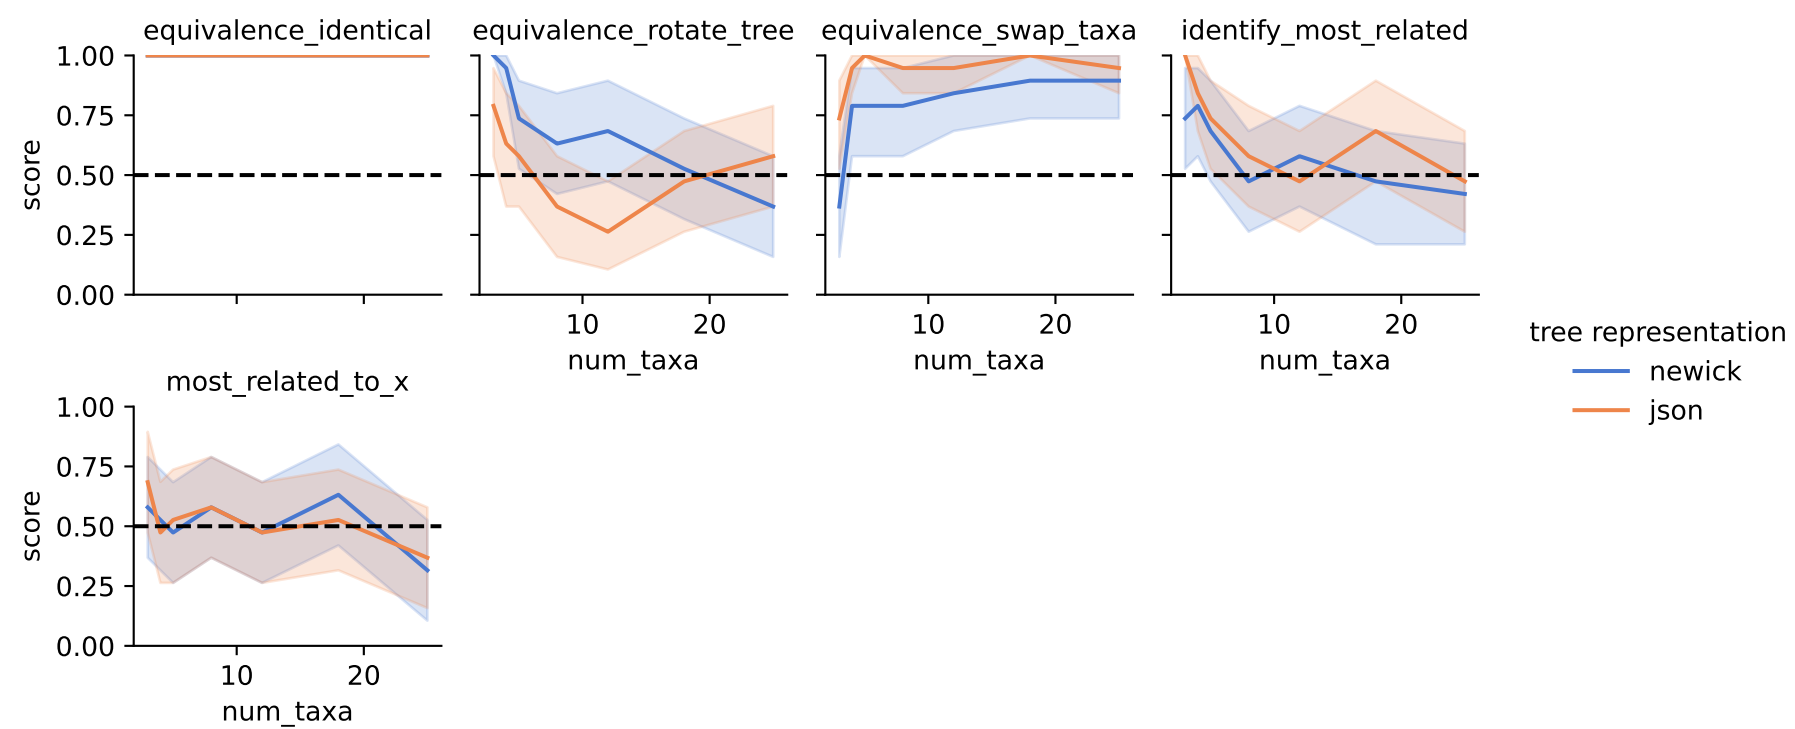 equivalence_identical
equivalence_rotate_tree
equivalence_swap_taxa
identify_most_related
score
1.00
0.75
0.50
0.25
0.00
10
20
num_taxa
10
20
num_taxa
10
20
num_taxa
tree representation
newick
json
most_related_to_x
score
1.00
0.75
0.50
0.25
0.00
10
20
num_taxa